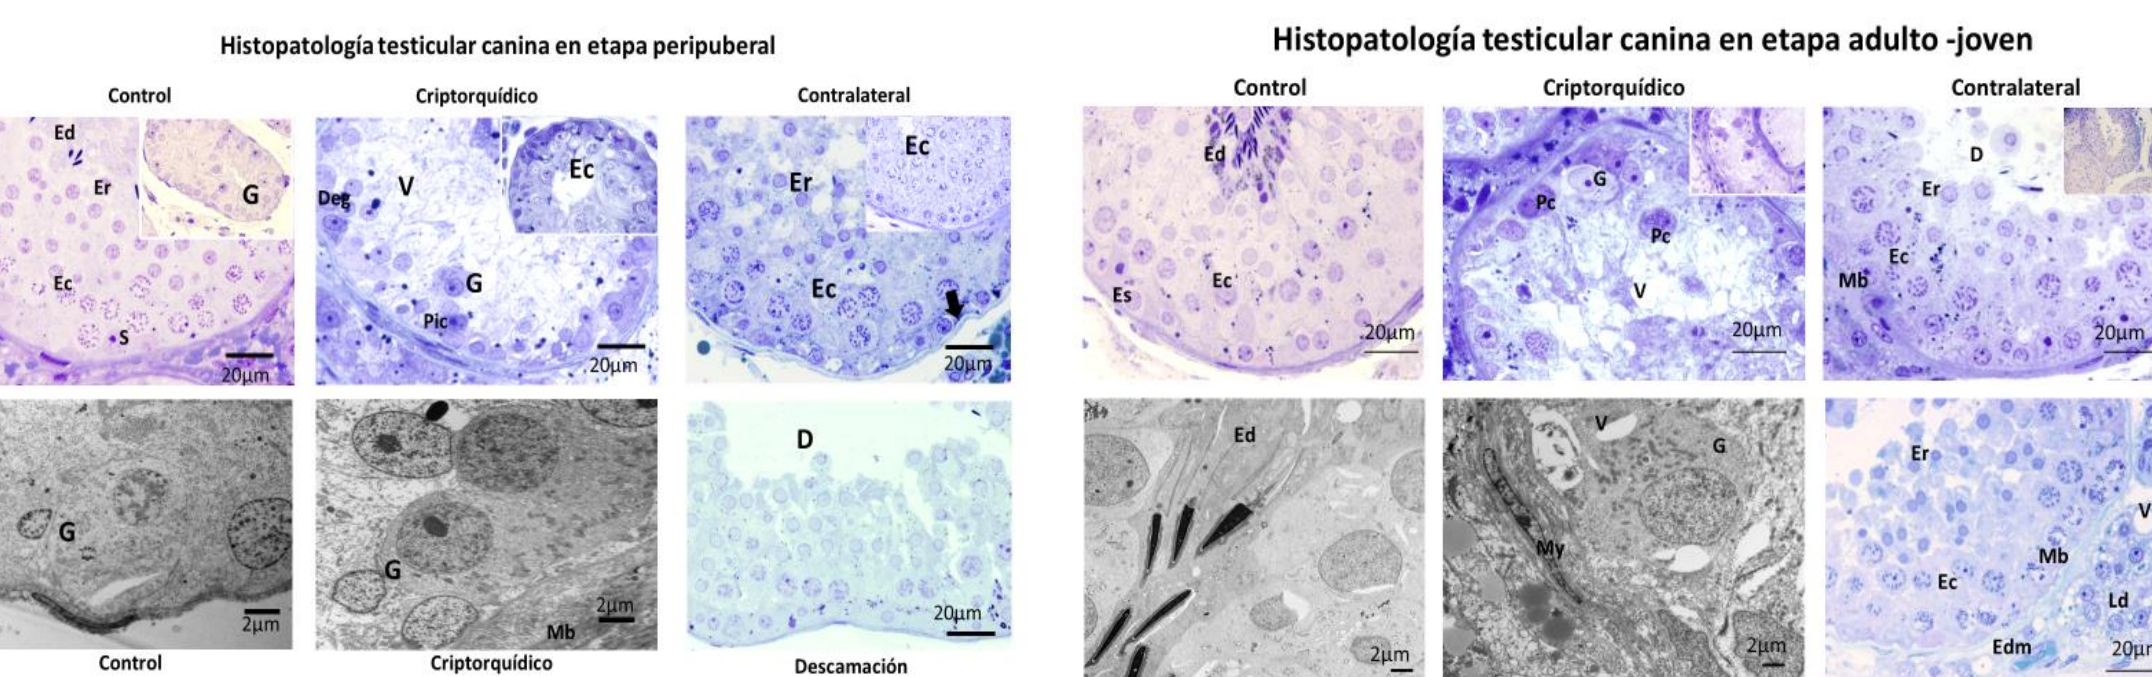 Histopatología testicular canina en etapa peripuberal
Control
Criptorquídico
Contralateral
Ed
Er
G
Ec
S
20µm
V
Ec
Deg
G
Pic
20µm
Ec
Er
Ec
20µm
G
2µm
G
2µm
Mb
D
20µm
Control
Criptorquídico
Descamación
Histopatología testicular canina en etapa adulto -joven
Control
Criptorquídico
Contralateral
Ed
Ec
Es
20µm
G
Pc
Pc
V
20µm
D
Er
Ec
Mb
20µm
Ed
2µm
V
G
My
2µm
Er
V
Mb
Ec
Ld
Edm
20µm